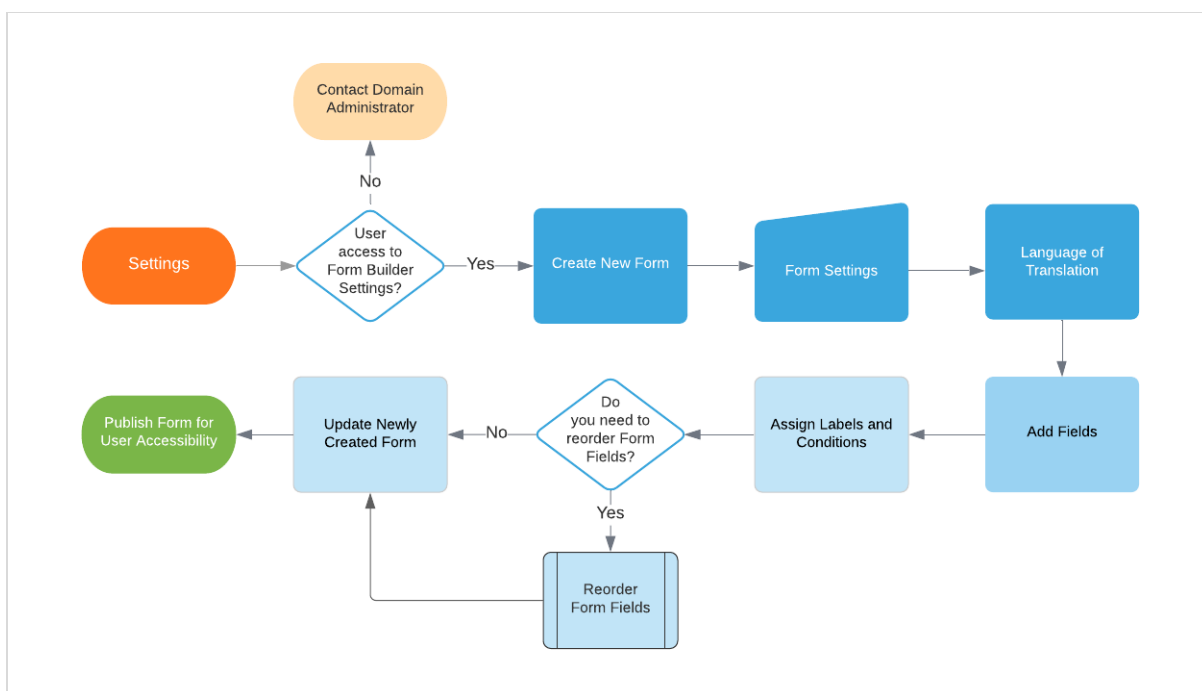 Contact Domain
Administrator
No
Settings
User
access to
Form Builder
Settings?
Yes
Create New Form
Form Settings
Language of
Translation
Publish Form for
User Accessibility
Update Newly
Created Form
No
Do
you need to
reorder Form
Fields?
Assign Labels and
Conditions
Add Fields
Yes
Reorder
Form Fields